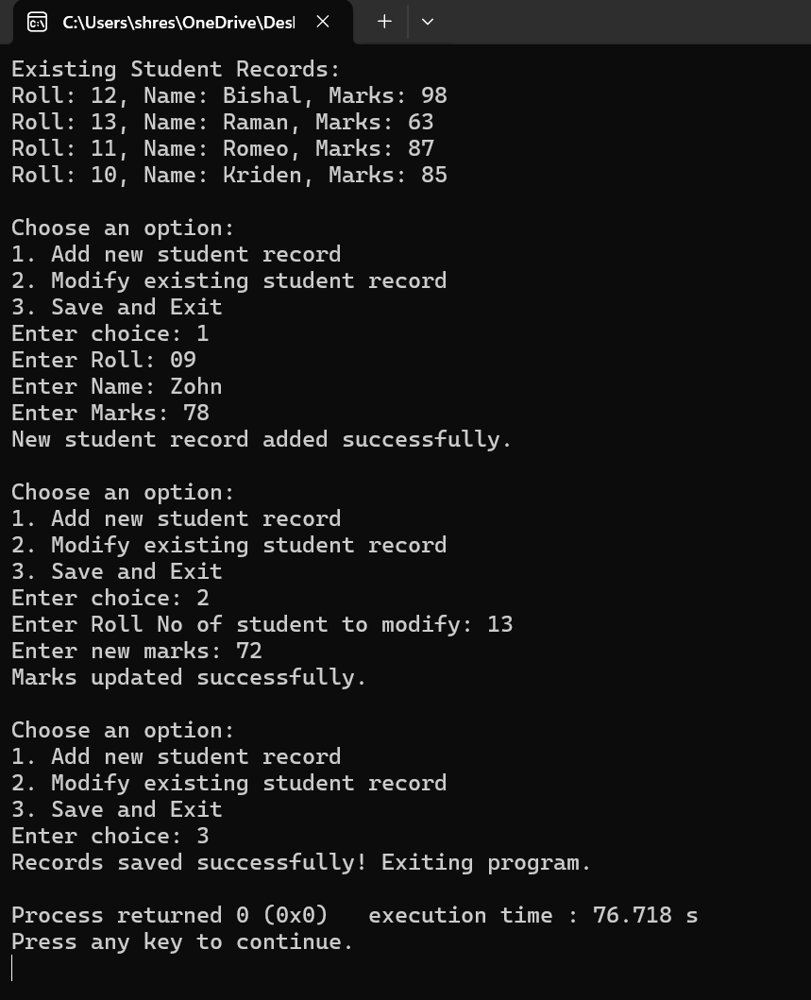 C:\Users\shres\OneDrive\Desl
Existing Student Records:
Roll: 12, Name: Bishal, Marks: 98
Roll: 13, Name: Raman, Marks: 63
Roll: 11, Name: Romeo, Marks: 87
Roll: 10, Name: Kriden, Marks: 85
Choose an option:
1. Add new student record
2. Modify existing student record
3. Save and Exit
Enter choice: 1
Enter Roll: 09
Enter Name: Zohn
Enter Marks: 78
New student record added successfully.
Choose an option:
1. Add new student record
2. Modify existing student record
3. Save and Exit
Enter choice: 2
Enter Roll No of student to modify: 13
Enter new marks: 72
Marks updated successfully.
Choose an option:
1. Add new student record
2. Modify existing student record
3. Save and Exit
Enter choice: 3
Records saved successfully! Exiting program.
Process returned 0 (0x0)   execution time : 76.718 s
Press any key to continue.